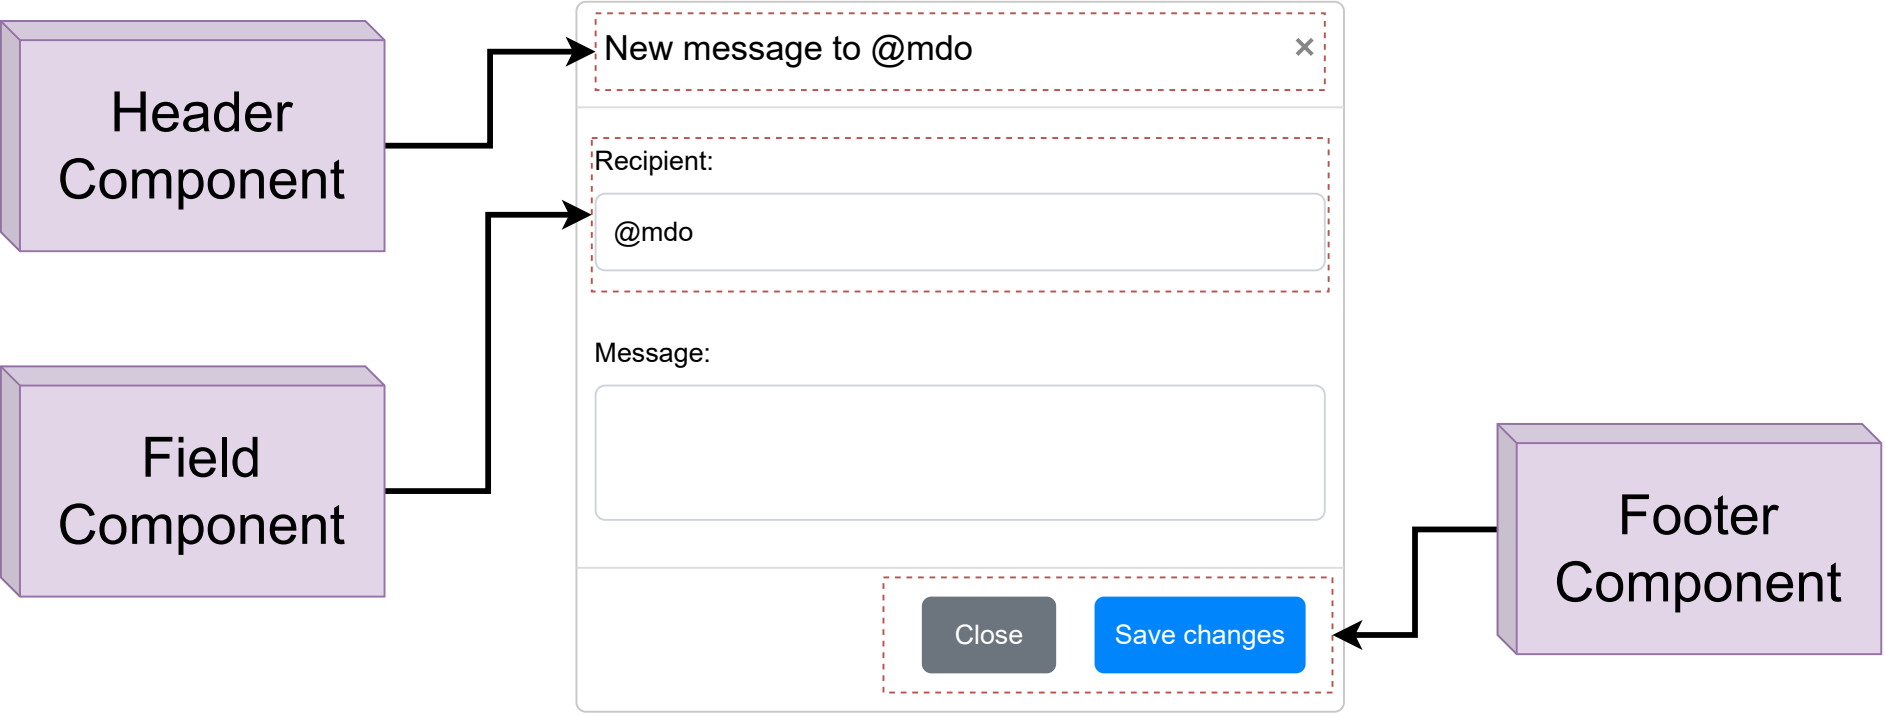 Header
Component
New message to @mdo
×
Recipient:
@mdo
Field
Component
Message:
Footer
Component
Close
Save changes